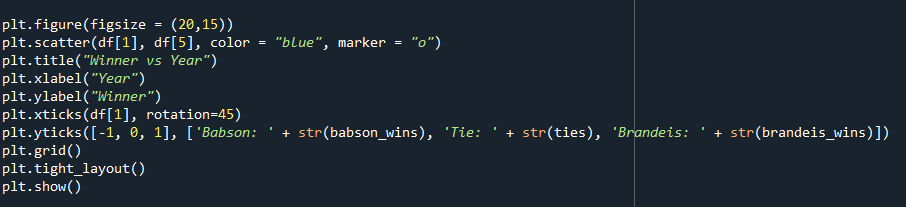 plt.figure(figsize = (20,15))
plt.scatter(df[1], df[5], color = "blue", marker = "o")
plt.title("Winner vs Year")
plt.xlabel("Year")
plt.ylabel("Winner")
plt.xticks(df[1], rotation=45)
plt.yticks([-1, 0, 1], ['Babson: ' + str(babson_wins), 'Tie: ' + str(ties), 'Brandeis: ' + str(brandeis_wins)])
plt.grid()
plt.tight_layout()
plt.show()